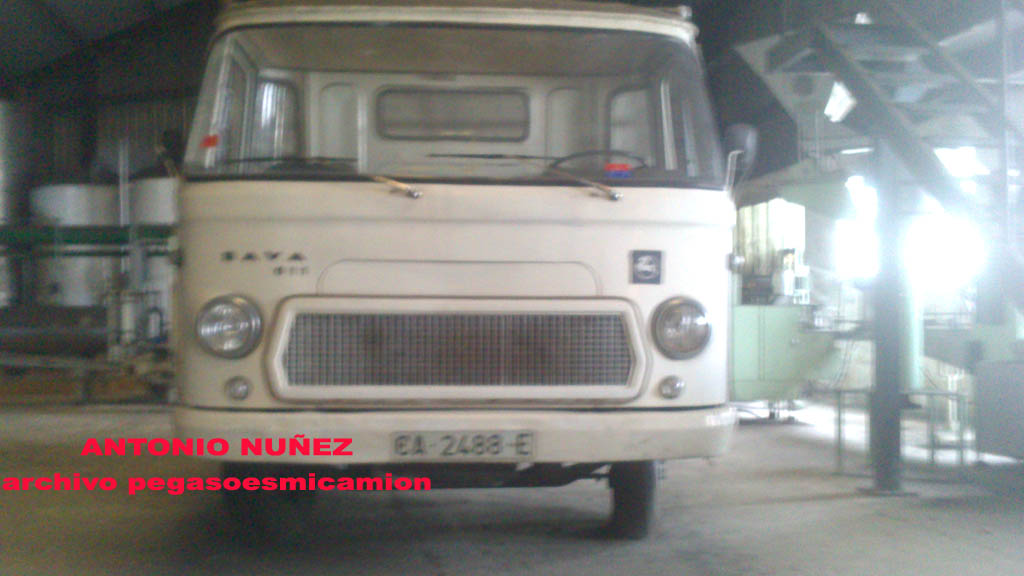 SAVA
ANTONIO NUÑEZ
CA-2488-E
archivo pegasoesmicamion